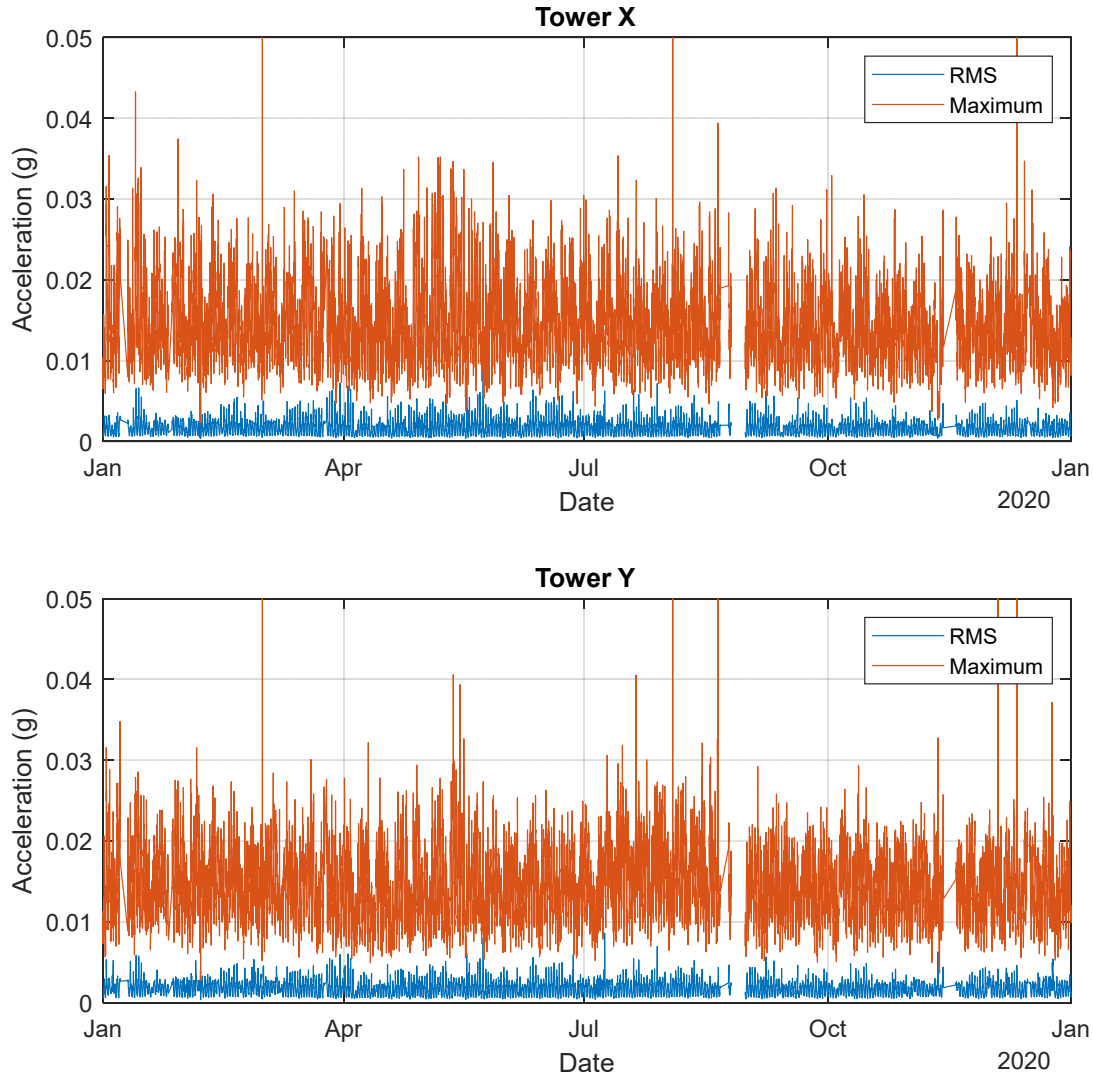 Tower X
0.05
0.04
0.03
0.02
0.01
0
Acceleration (g)
RMS
Maximum
Jan Apr Jul Oct Jan
Date
2020
Tower Y
0.05
0.04
0.03
0.02
0.01
0
Acceleration (g)
RMS
Maximum
Jan Apr Jul Oct Jan
Date
2020